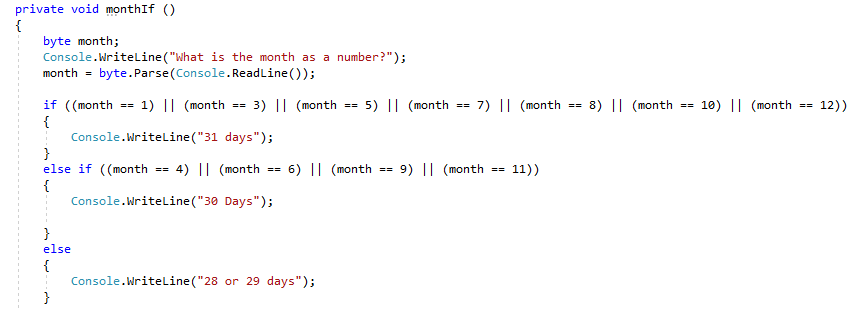 private void monthIf ()
{
byte month;
Console.WriteLine("What is the month as a number?");
month = byte.Parse(Console.ReadLine());
if ((month == 1) || (month == 3) || (month == 5) || (month == 7) || (month == 8) || (month == 10) || (month == 12))
{
Console.WriteLine("31 days");
}
else if ((month == 4) || (month == 6) || (month == 9) || (month == 11))
{
Console.WriteLine("30 Days");
}
else
{
Console.WriteLine("28 or 29 days");
}